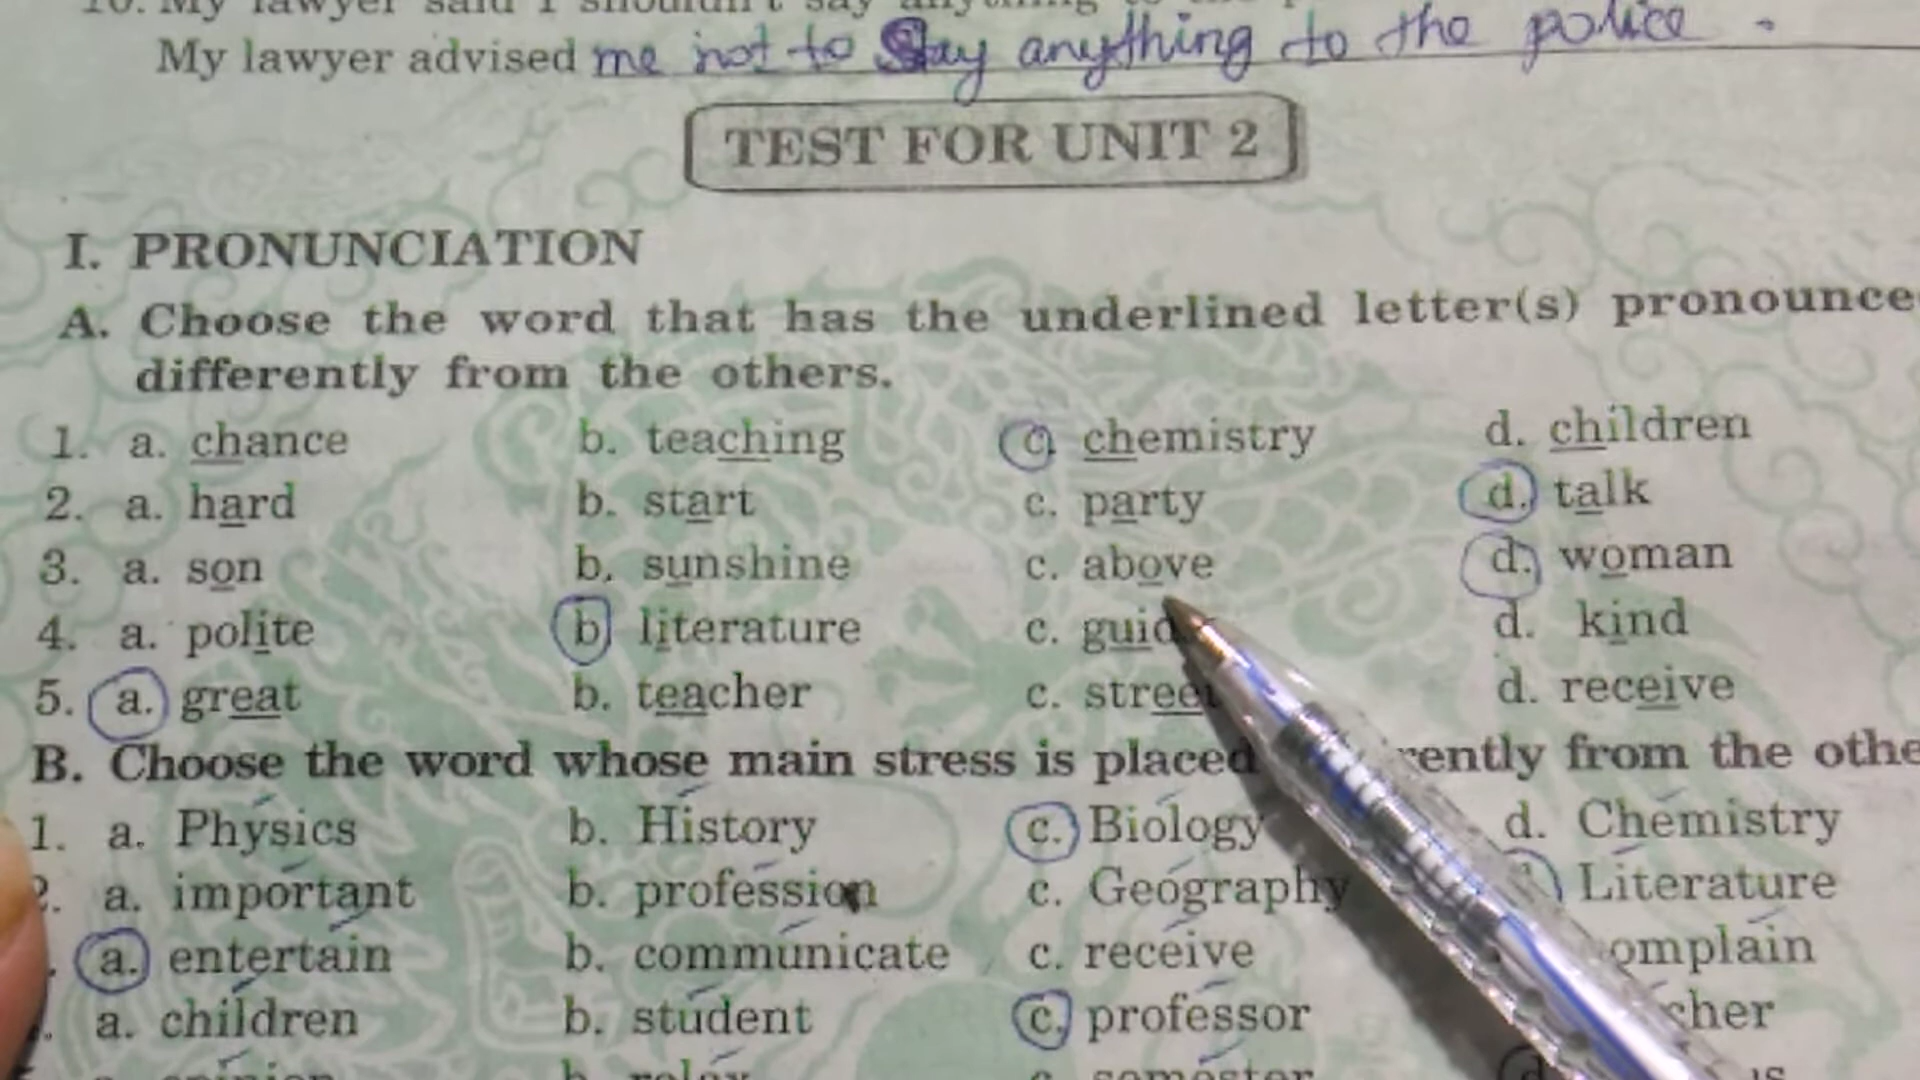 My lawyer advised me not to Say anything to the police.
TEST FOR UNIT 2
I. PRONUNCIATION
A. Choose the word that has the underlined letter(s) pronounce
differently from the others.
1. a. chance b. teaching c. chemistry d. children
2. a. hard b. start c. party d. talk
3. a. son b. sunshine c. above d. woman
4. a. polite b. literature c. guid d. kind
5. a. great b. teacher c. street d. receive
B. Choose the word whose main stress is placed rently from the othe
1. a. Physics b. History c. Biology d. Chemistry
2. a. important b. profession c. Geography Literature
a. entertain b. communicate c. receive omplain
a. children b. student c. professor cher